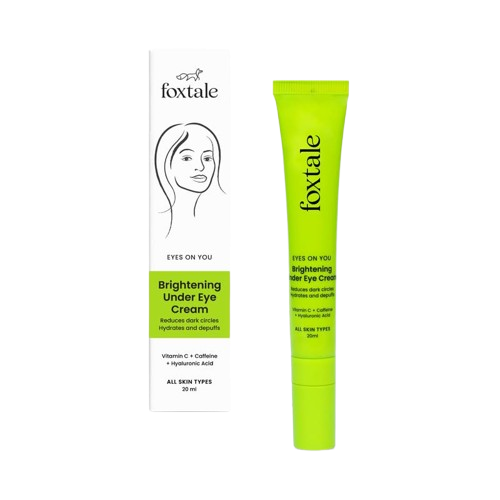 foxtale
EYES ON YOU
Brightening
Under Eye
Cream
Reduces dark circles
Hydrates and depuffs
Vitamin C + Caffeine
+ Hyaluronic Acid
ALL SKIN TYPES
20 ml
foxtale
EYES ON YOU
Brightening
Under Eye Cream
Reduces dark circles
Hydrates and depuffs
Vitamin C + Caffeine
+ Hyaluronic Acid
ALL SKIN TYPES
20ml